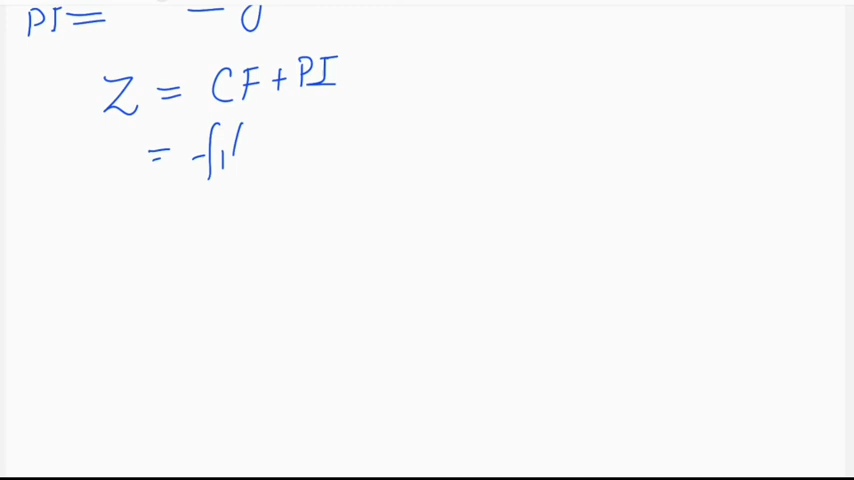 PI =
Z = CF + PI
=